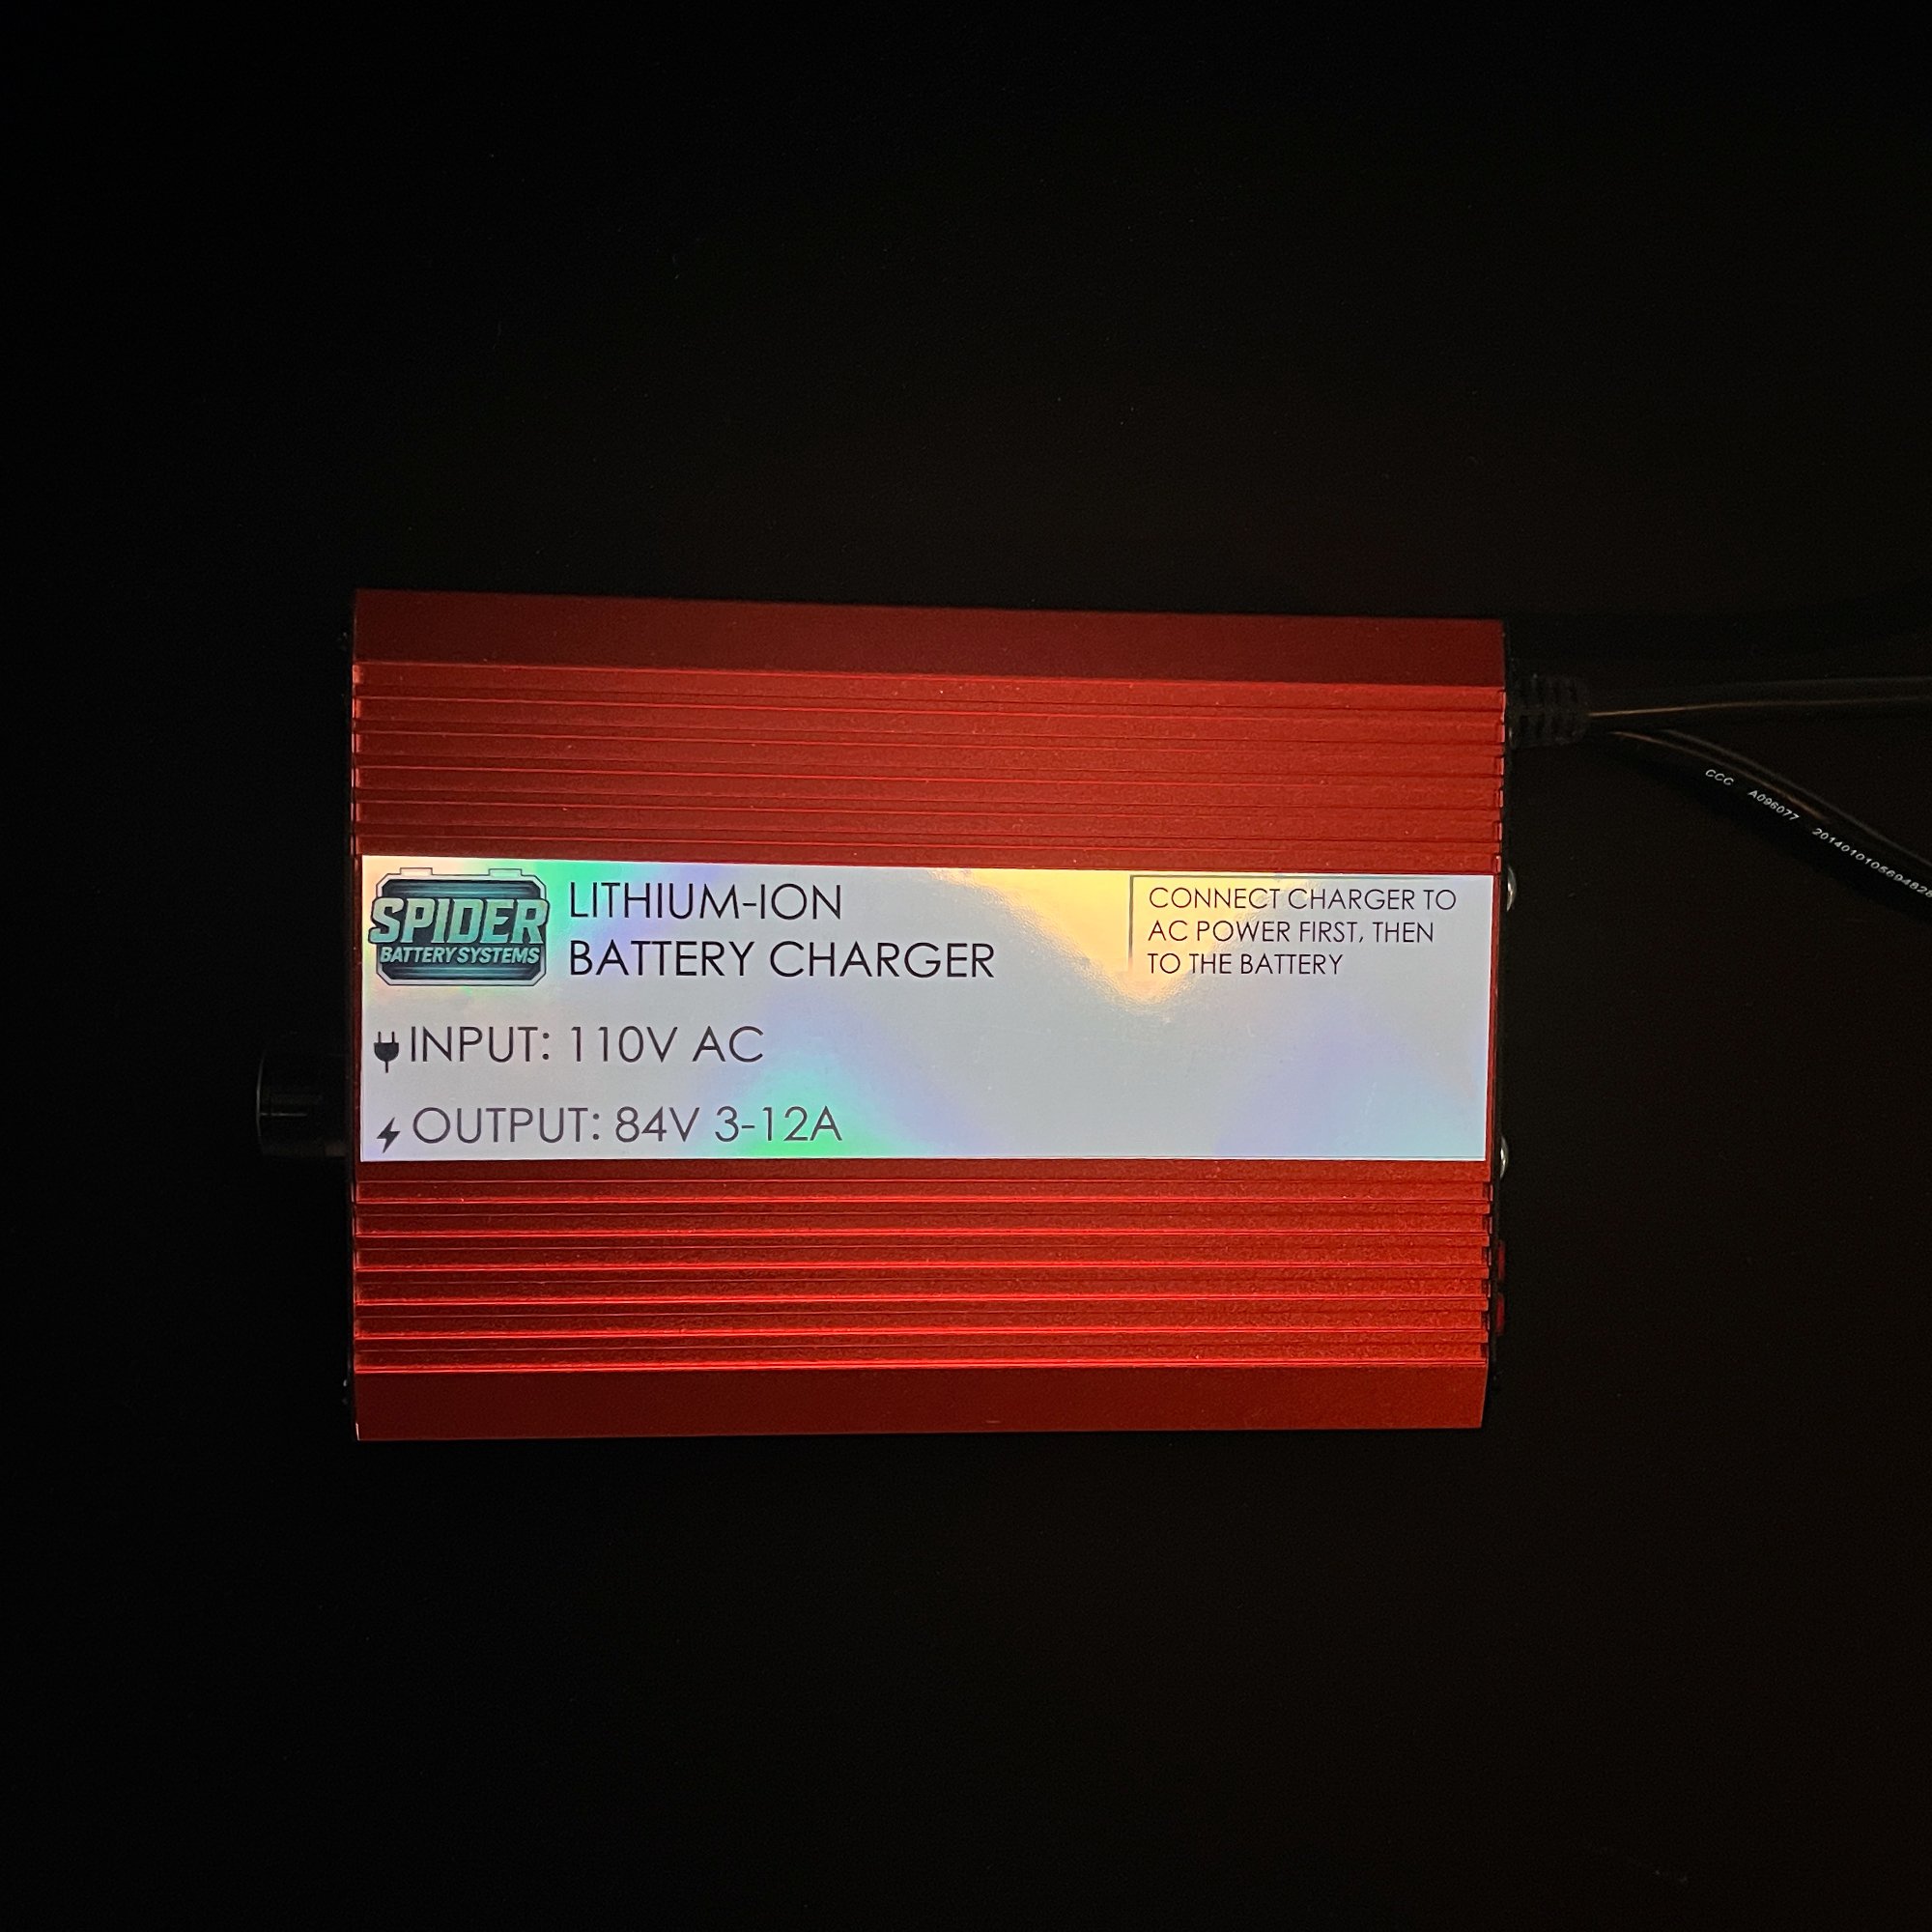 SPIDER
BATTERY SYSTEMS
LITHIUM-ION
BATTERY CHARGER
CONNECT CHARGER TO
AC POWER FIRST, THEN
TO THE BATTERY
INPUT: 110V AC
OUTPUT: 84V 3-12A
CCC A096077